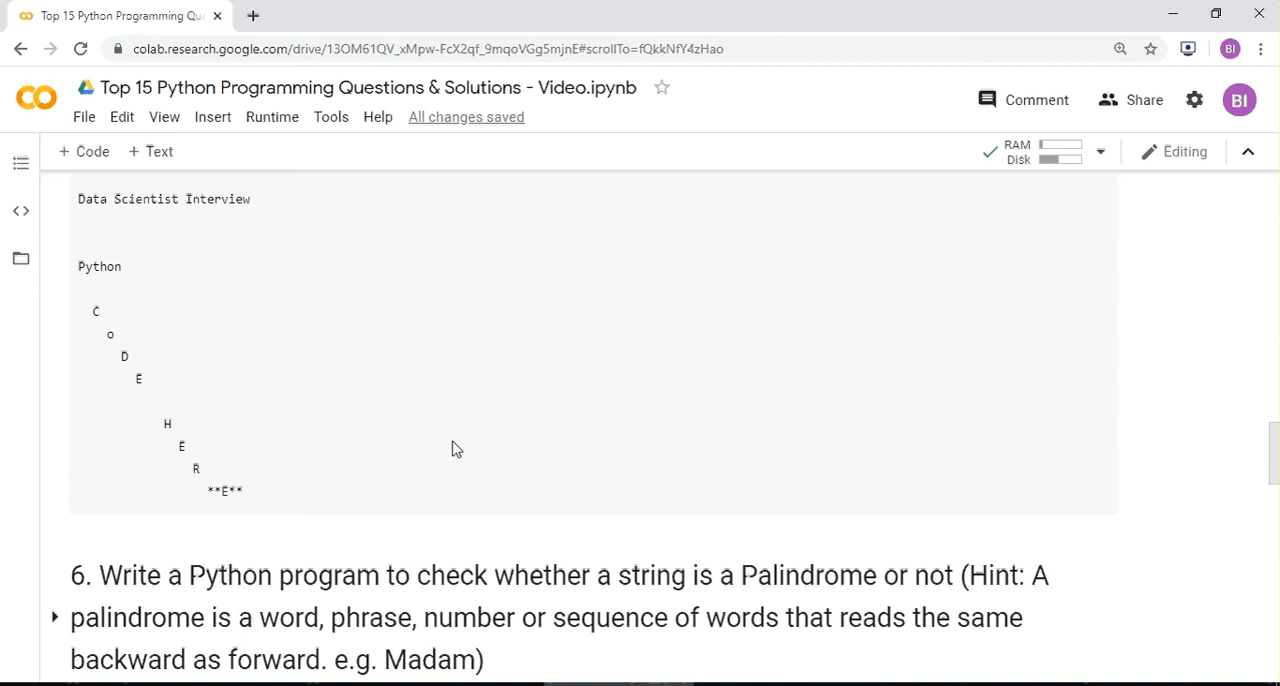 Top 15 Python Programming Qu
colab.research.google.com/drive/13OM61QV_xMpw-FcX2qf_9mqoVGg5mjnE#scrollTo=fQkkNfY4zHao
BI
Top 15 Python Programming Questions & Solutions - Video.ipynb
Comment
Share
BI
File Edit View Insert Runtime Tools Help All changes saved
+ Code + Text
RAM
Disk
Editing
Data Scientist Interview
Python
C
o
D
E
H
E
R
**E**
6. Write a Python program to check whether a string is a Palindrome or not (Hint: A
palindrome is a word, phrase, number or sequence of words that reads the same
backward as forward. e.g. Madam)